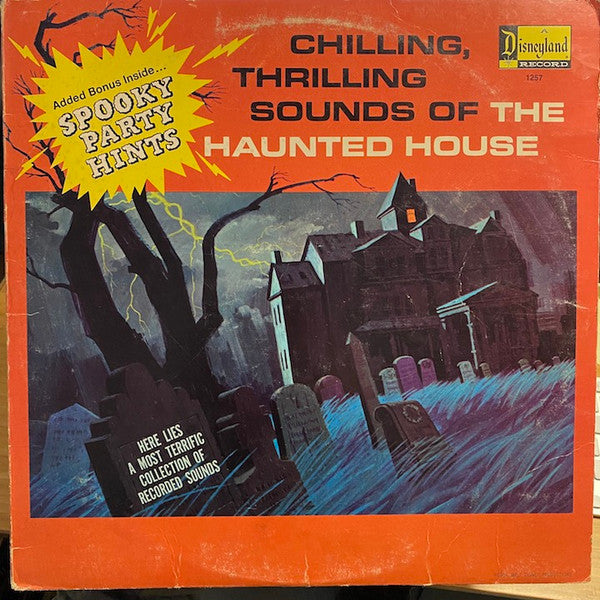 Added Bonus Inside...
SPOOKY
PARTY
HINTS
CHILLING,
THRILLING
SOUNDS OF THE
HAUNTED HOUSE
Disneyland
RECORD
1257
HERE LIES
A MOST TERRIFIC
COLLECTION OF
RECORDED SOUNDS